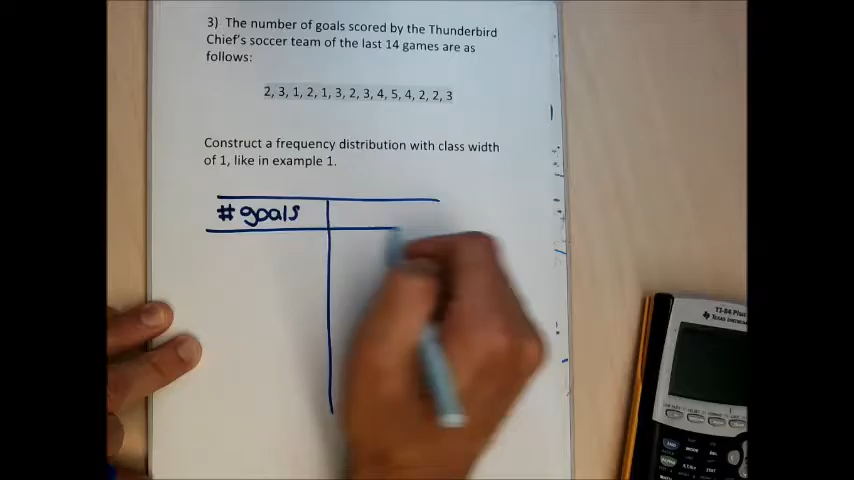 3) The number of goals scored by the Thunderbird
Chief's soccer team of the last 14 games are as
follows:
2, 3, 1, 2, 1, 3, 2, 3, 4, 5, 4, 2, 2, 3
Construct a frequency distribution with class width
of 1, like in example 1.
# goals
TI-84 Plus
TEXAS INSTRUMENTS